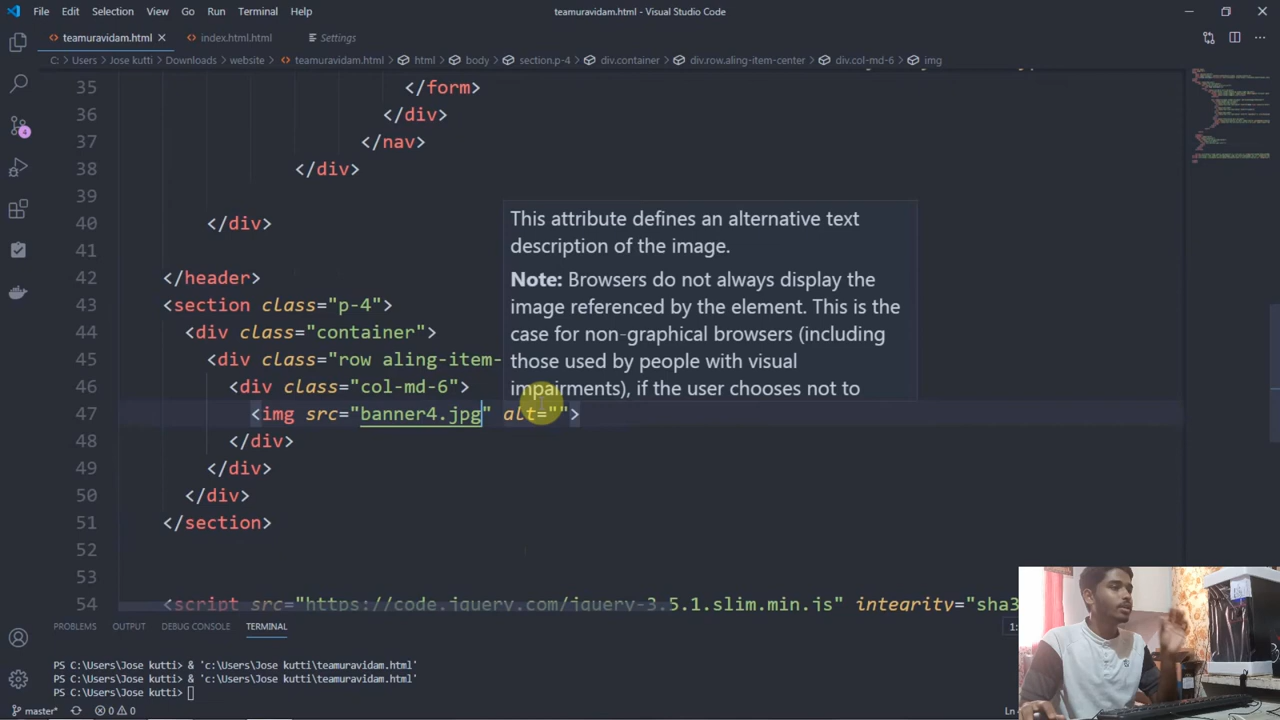 File Edit Selection View Go Run Terminal Help teamuravidam.html - Visual Studio Code
teamuravidam.html index.html.html Settings
C: > Users > Jose kutti > Downloads > website > teamuravidam.html > html > body > section.p-4 > div.container > div.row.aling-item-center > div.col-md-6 > img
35 </form>
36 </div>
37 </nav>
38 </div>
39
40 </div>
41
42 </header>
43 <section class="p-4">
44 <div class="container">
45 <div class="row aling-item-
46 <div class="col-md-6">
47 <img src="banner4.jpg" alt="">
48 </div>
49 </div>
50 </div>
51 </section>
52
53
54 <script src="https://code.jquery.com/jquery-3.5.1.slim.min.js" integrity="sha3
This attribute defines an alternative text
description of the image.
Note: Browsers do not always display the
image referenced by the element. This is the
case for non-graphical browsers (including
those used by people with visual
impairments), if the user chooses not to
4
PROBLEMS OUTPUT DEBUG CONSOLE TERMINAL 1:
PS C:\Users\Jose kutti> & 'c:\Users\Jose kutti\teamuravidam.html'
PS C:\Users\Jose kutti> & 'c:\Users\Jose kutti\teamuravidam.html'
PS C:\Users\Jose kutti>
master* 0 0 Ln